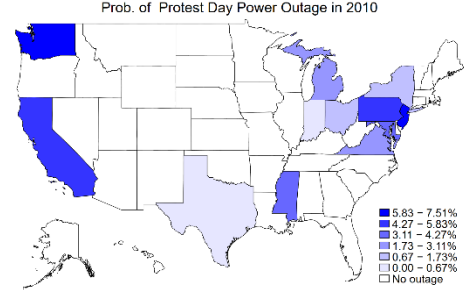 Prob. of Protest Day Power Outage in 2010
5.83 − 7.51%
4.27 − 5.83%
3.11 − 4.27%
1.73 − 3.11%
0.67 − 1.73%
0.00 − 0.67%
No outage